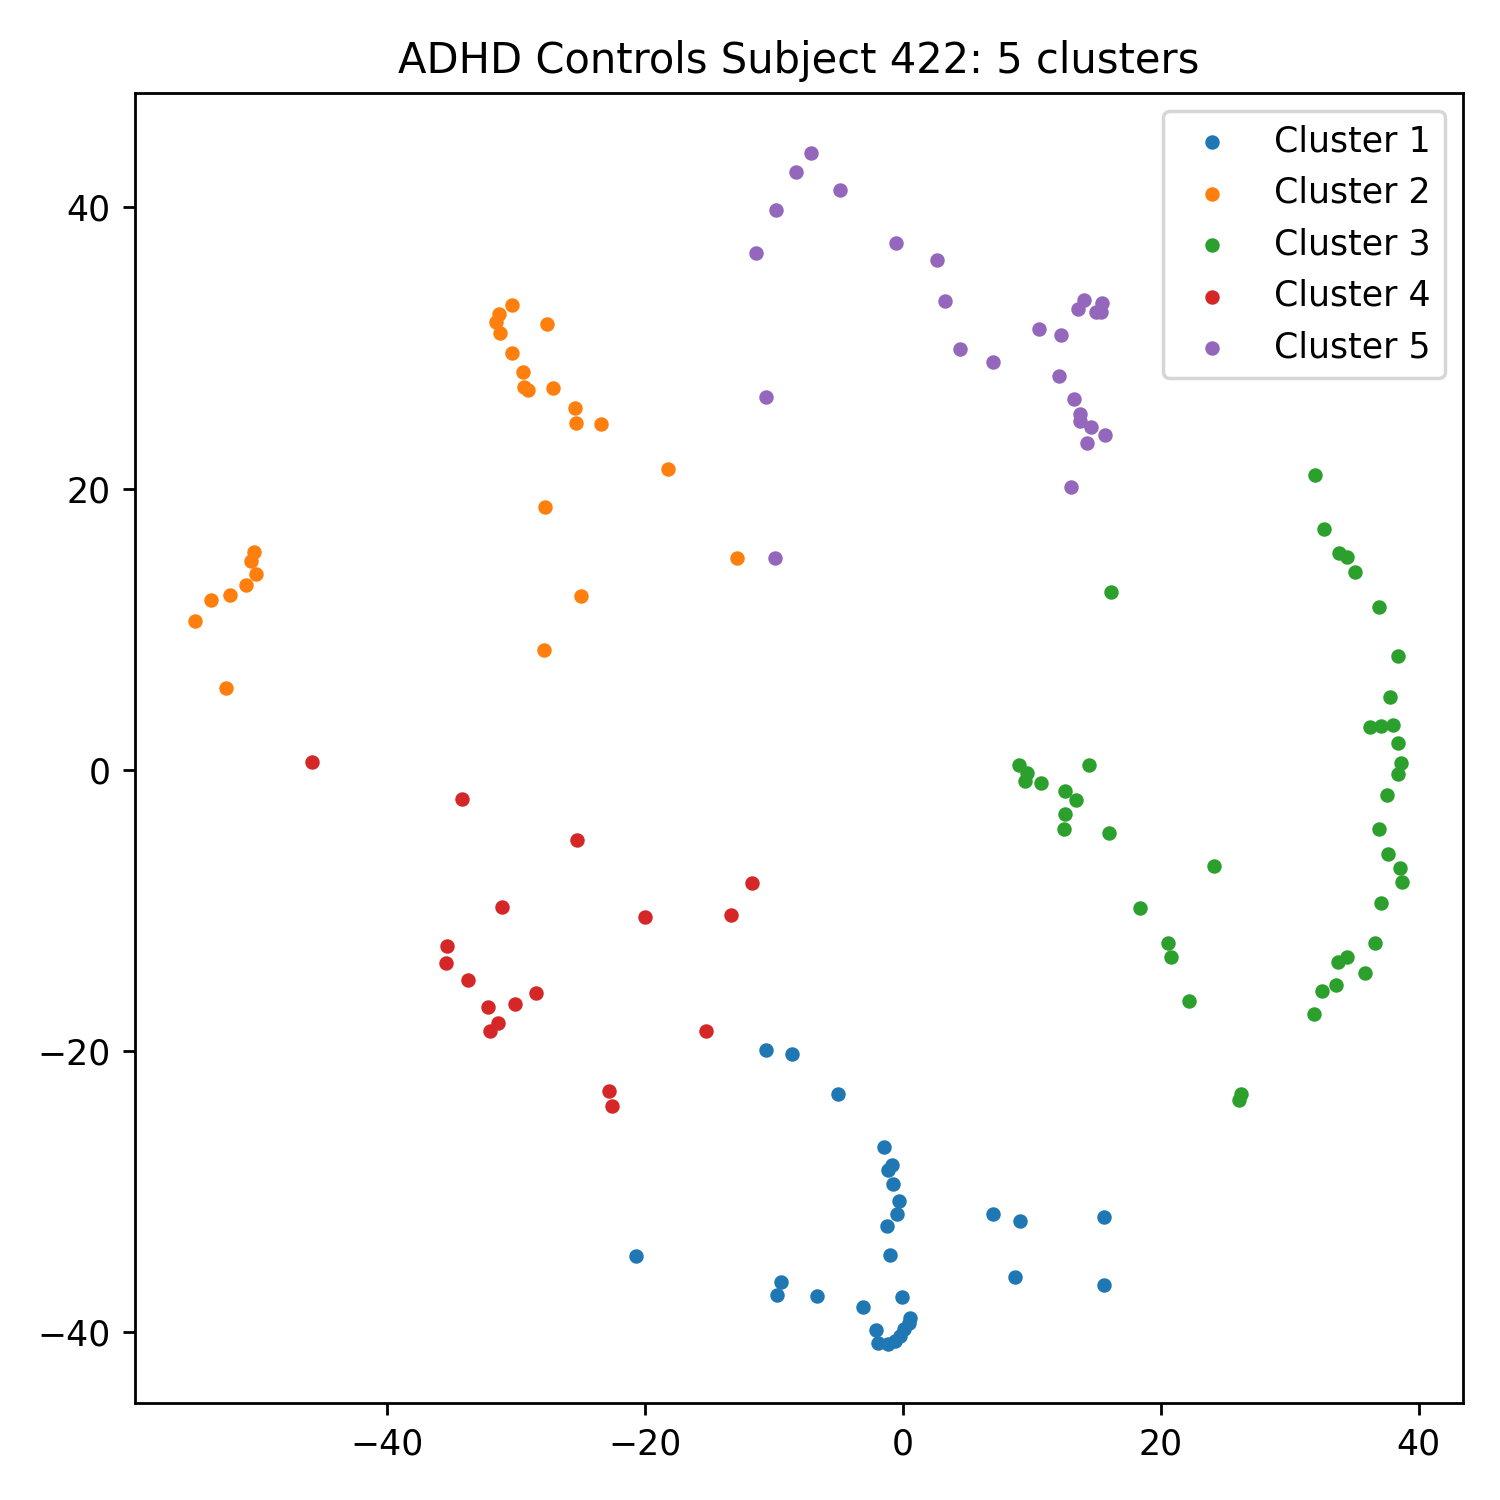 ADHD Controls Subject 422: 5 clusters
Cluster 1
Cluster 2
Cluster 3
Cluster 4
Cluster 5
40
20
0
−20
−40
−40 −20 0 20 40